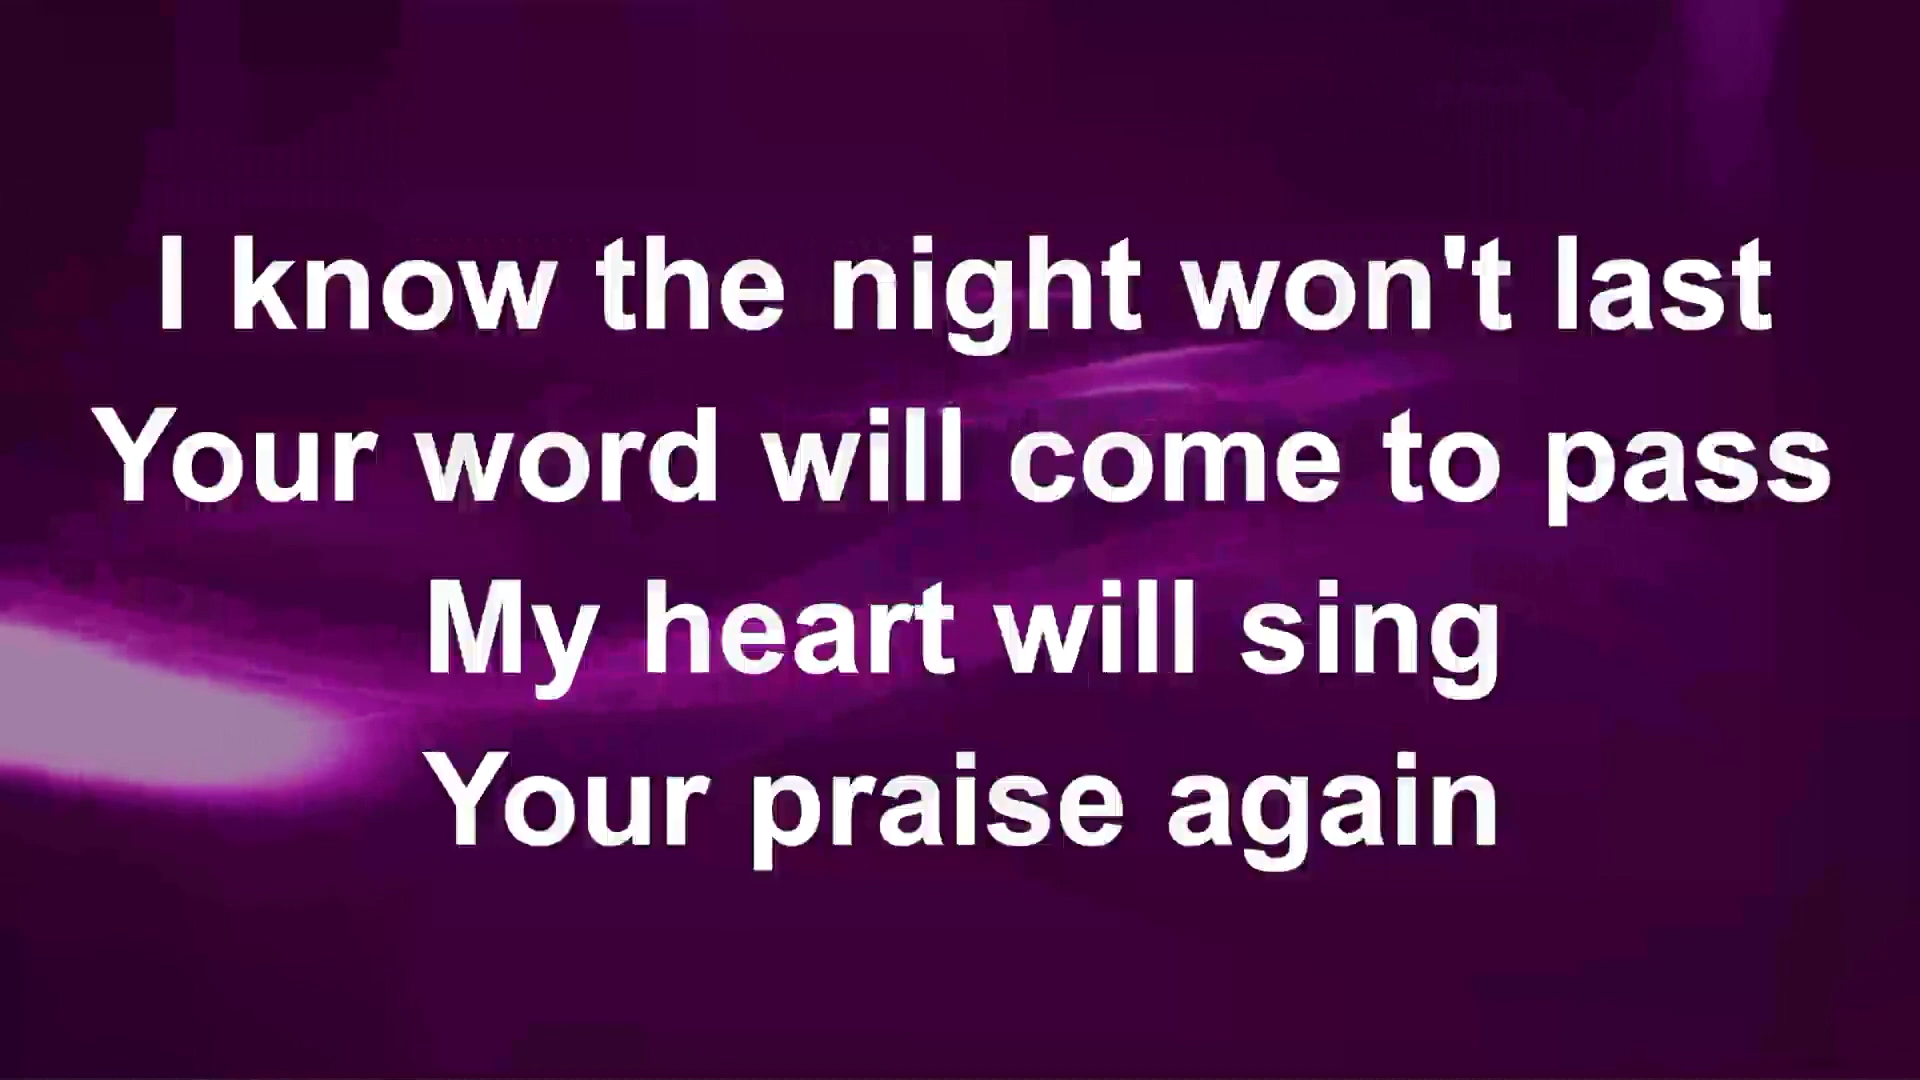 I know the night won't last
Your word will come to pass
My heart will sing
Your praise again